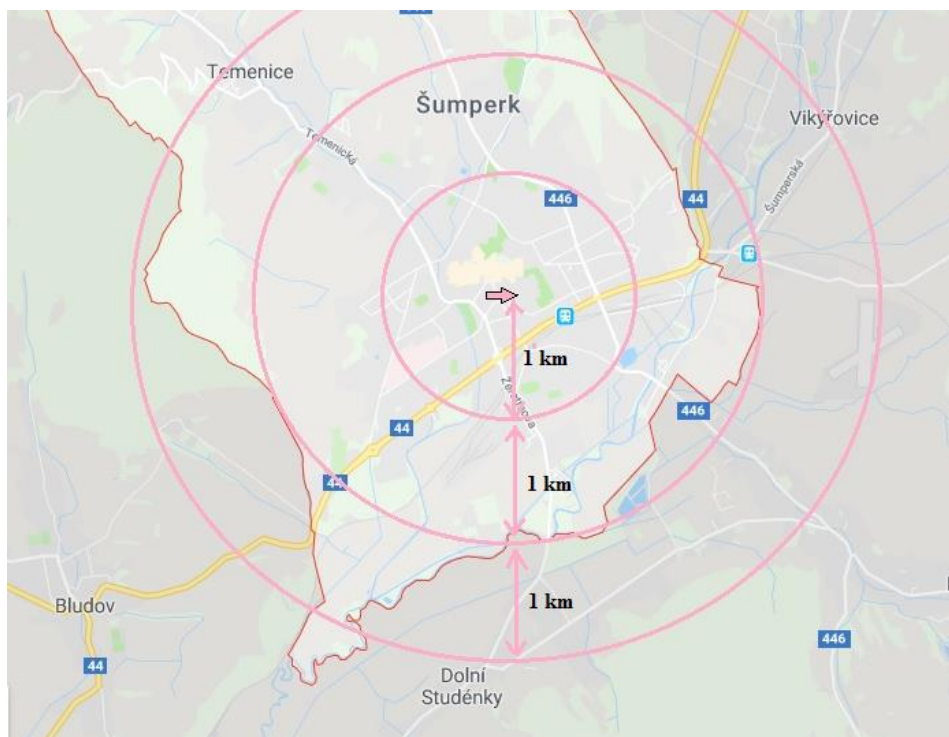 Temenice
Šumperk
Vikýřovice
Temenická
446
44
Šumperská
1 km
Žerotínova
446
44
1 km
44
Bludov
1 km
446
44
Dolní
Studénky